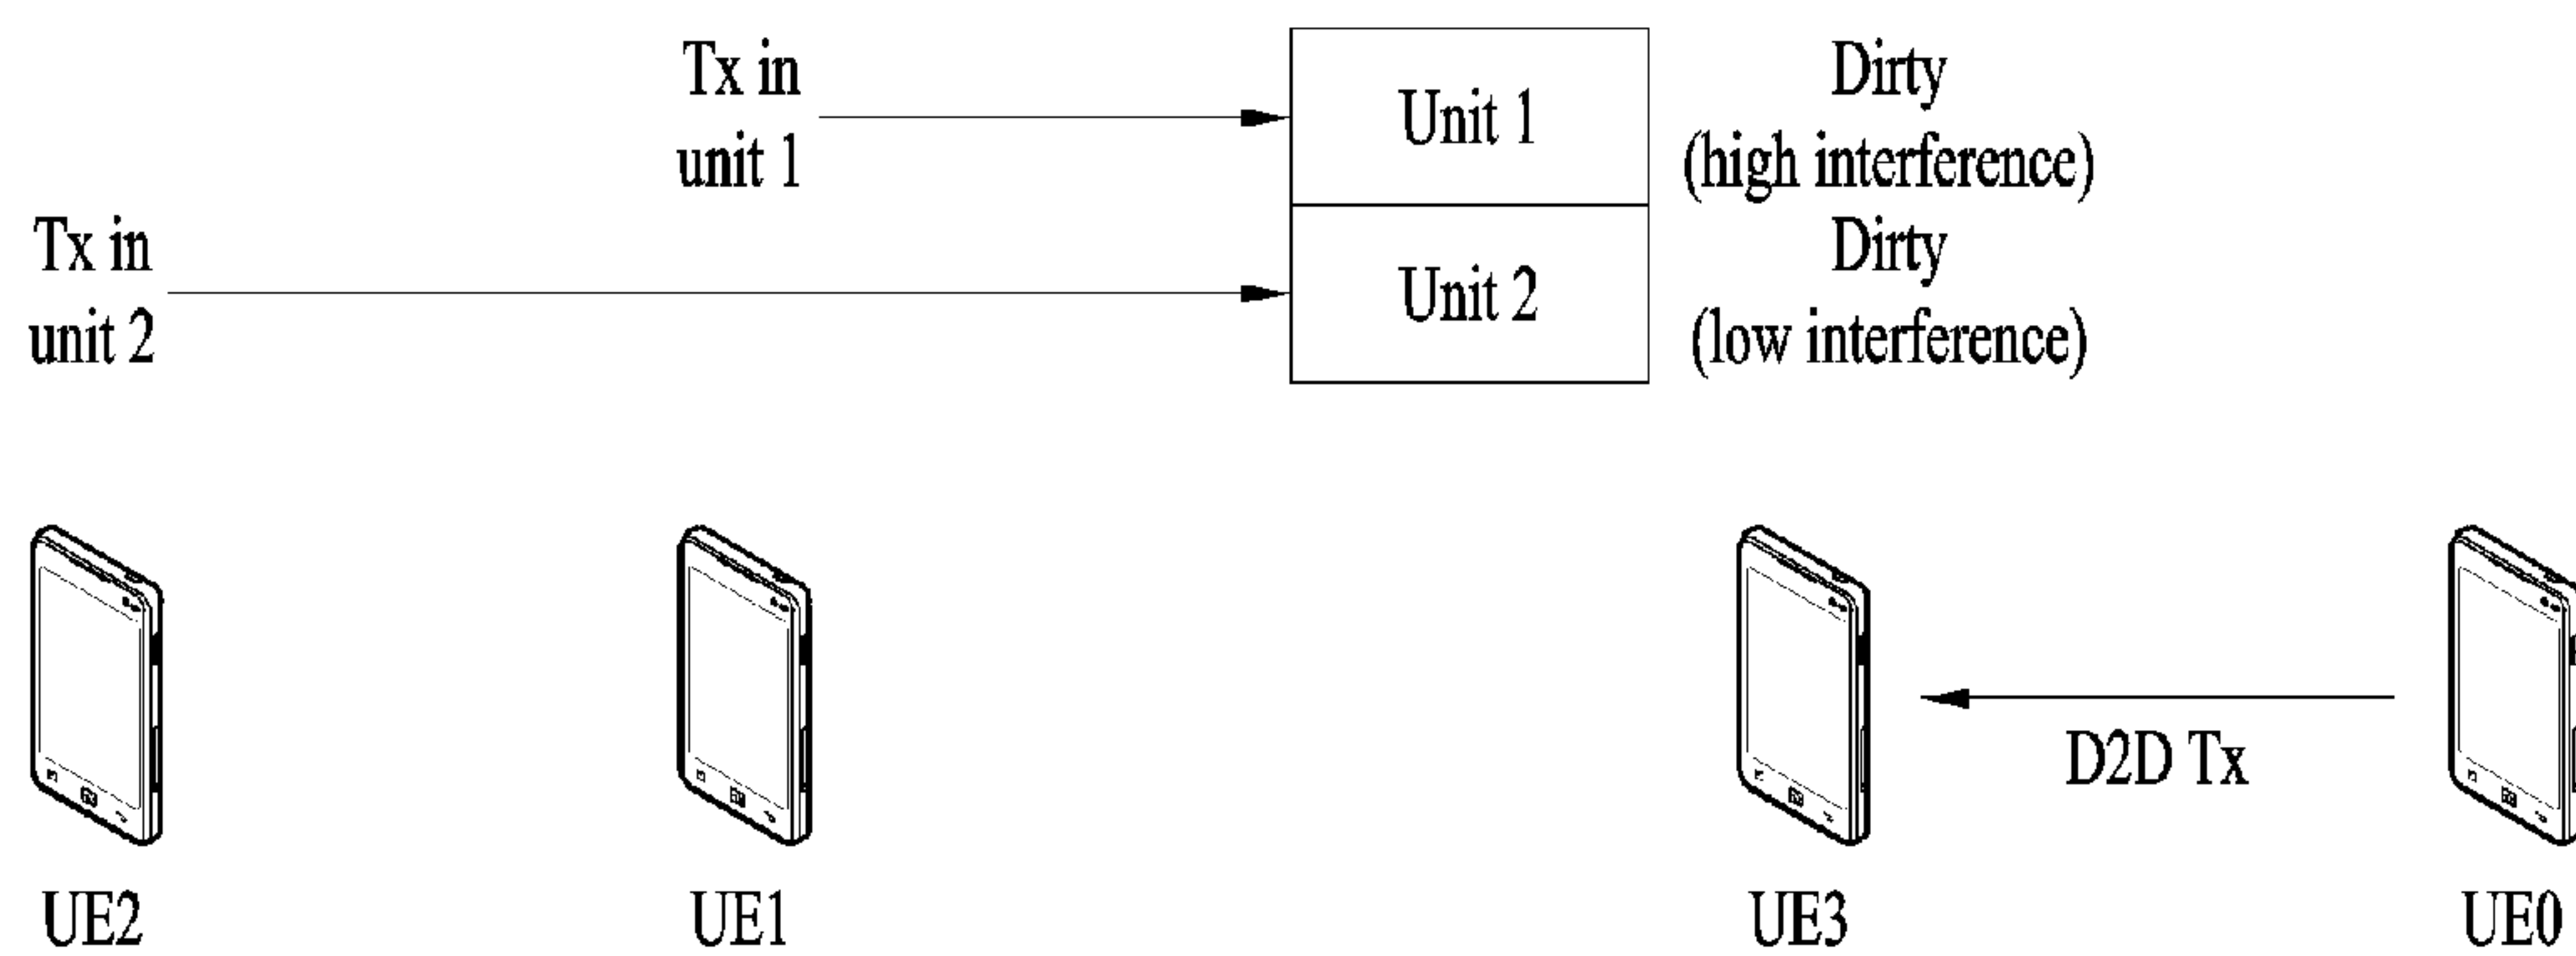 Tx in
unit 1
Unit 1
Dirty
(high interference)
Tx in
unit 2
Unit 2
Dirty
(low interference)
D2D Tx
UE2
UE1
UE3
UE0